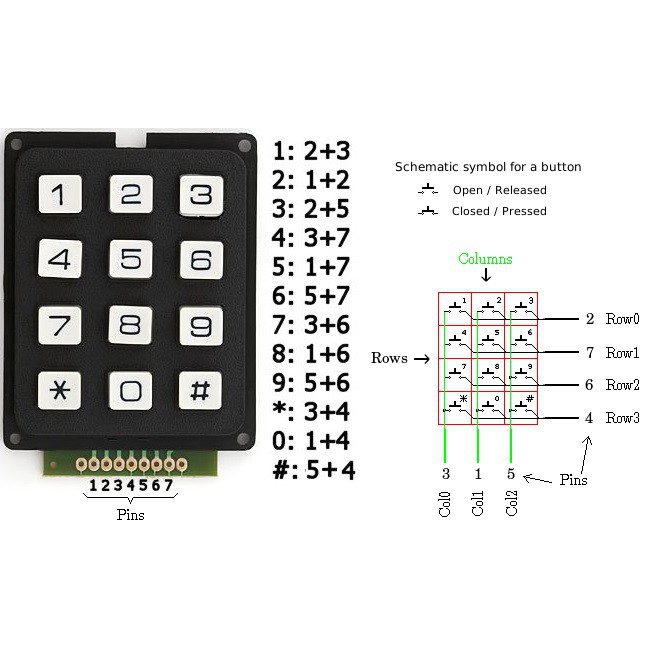 1
2
3
4
5
6
7
8
9
*
0
#
1234567
Pins
1: 2+3
2: 1+2
3: 2+5
4: 3+7
5: 1+7
6: 5+7
7: 3+6
8: 1+6
9: 5+6
*: 3+4
0: 1+4
#: 5+4
Schematic symbol for a button
Open / Released
Closed / Pressed
Columns
Rows
1 2 3
4 5 6
7 8 9
* 0 #
2 Row0
7 Row1
6 Row2
4 Row3
3 1 5
Pins
Col0
Col1
Col2